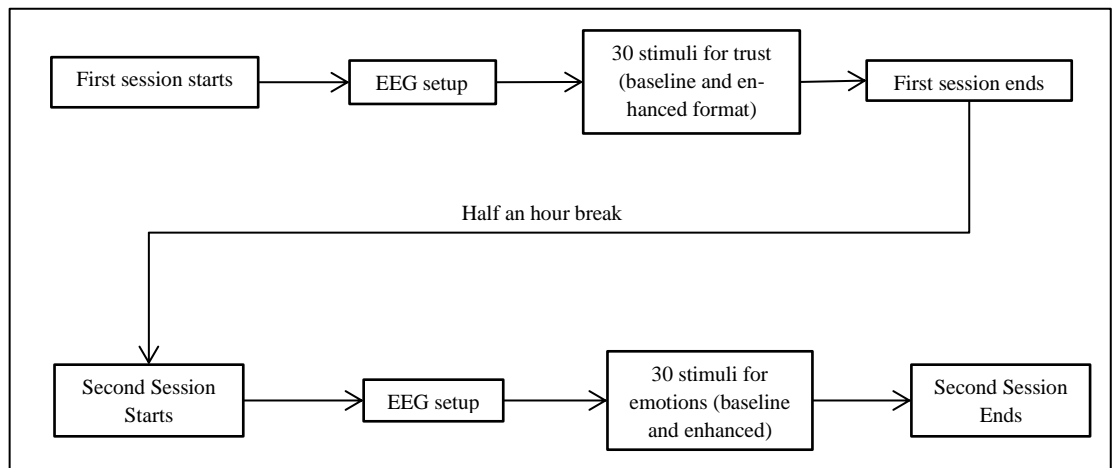 First session starts
EEG setup
30 stimuli for trust
(baseline and en-
hanced format)
First session ends
Half an hour break
Second Session
Starts
EEG setup
30 stimuli for
emotions (baseline
and enhanced)
Second Session
Ends